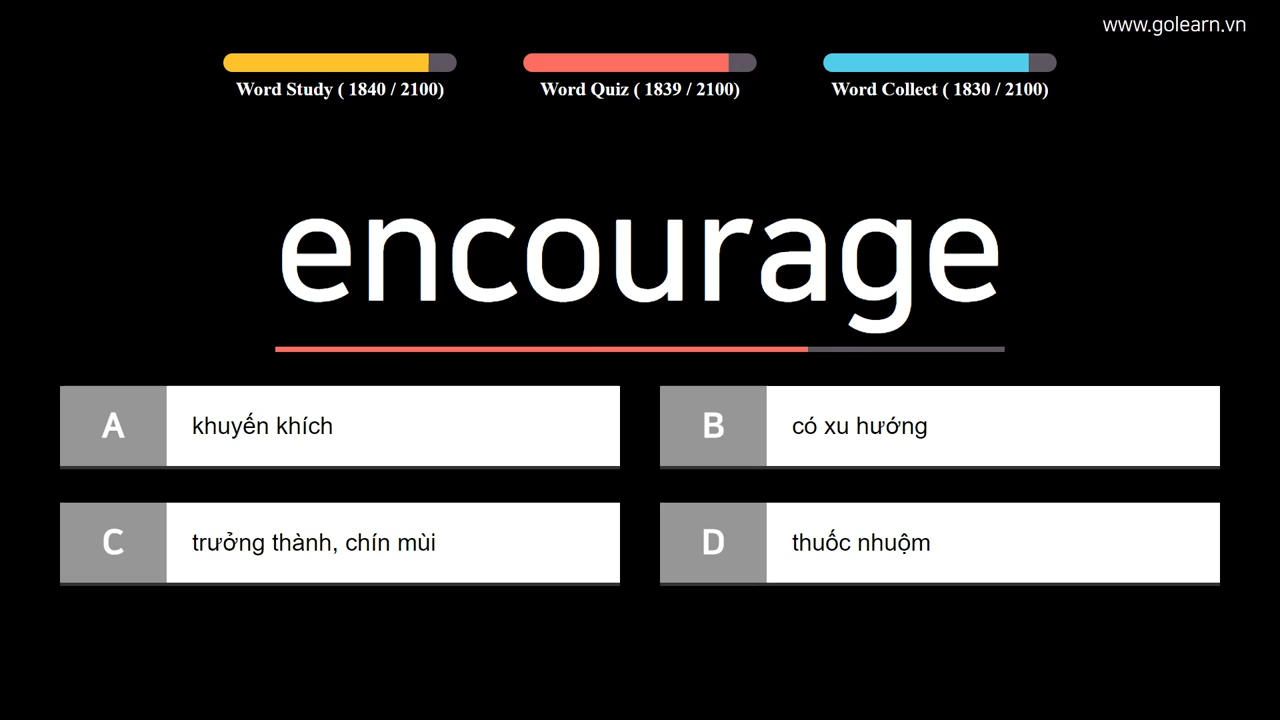 www.golearn.vn
Word Study ( 1840 / 2100)
Word Quiz ( 1839 / 2100)
Word Collect ( 1830 / 2100)
encourage
A khuyến khích
B có xu hướng
C trưởng thành, chín mùi
D thuốc nhuộm